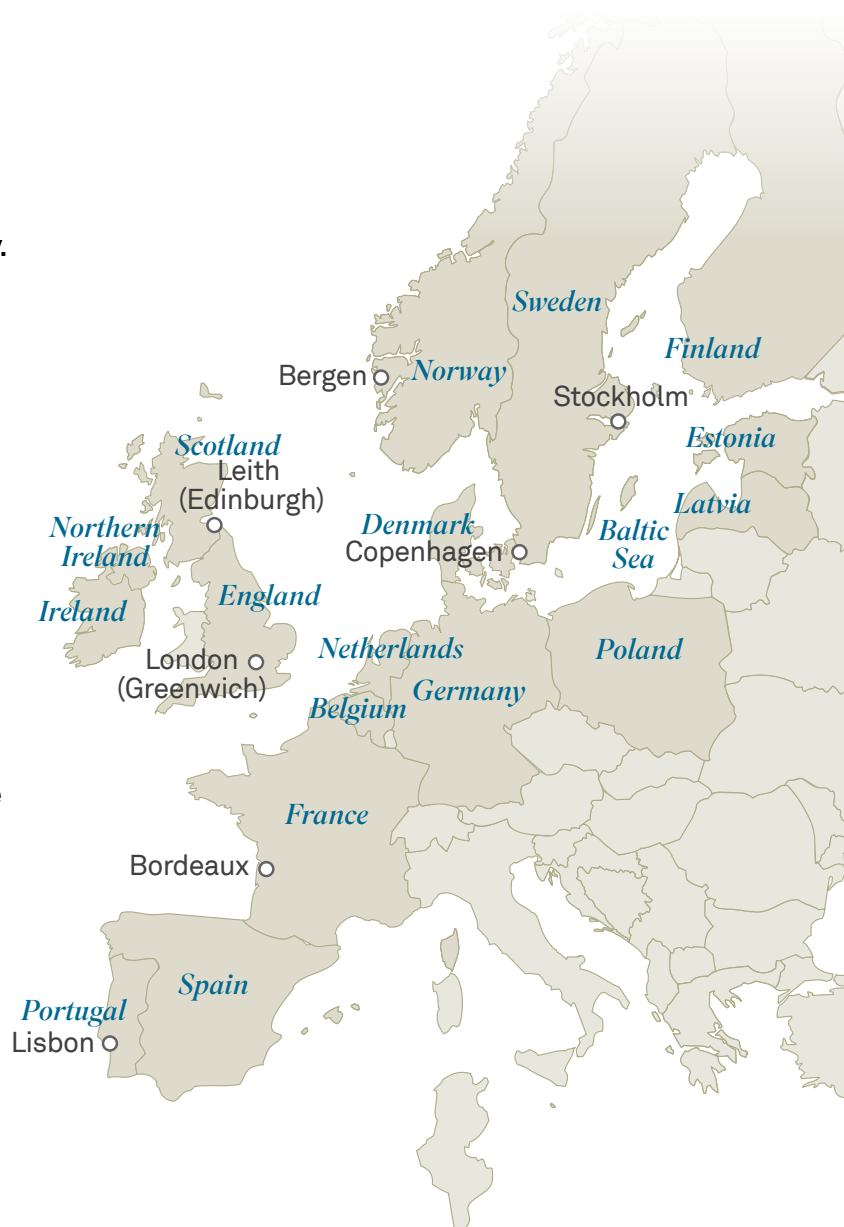 y.
Sweden
Finland
Bergen
Norway
Stockholm
Scotland
Estonia
Leith
(Edinburgh)
Latvia
Northern
Ireland
Denmark
Baltic
Sea
Copenhagen
England
Ireland
Netherlands
Poland
London
(Greenwich)
Germany
Belgium
France
Bordeaux
Spain
Portugal
Lisbon